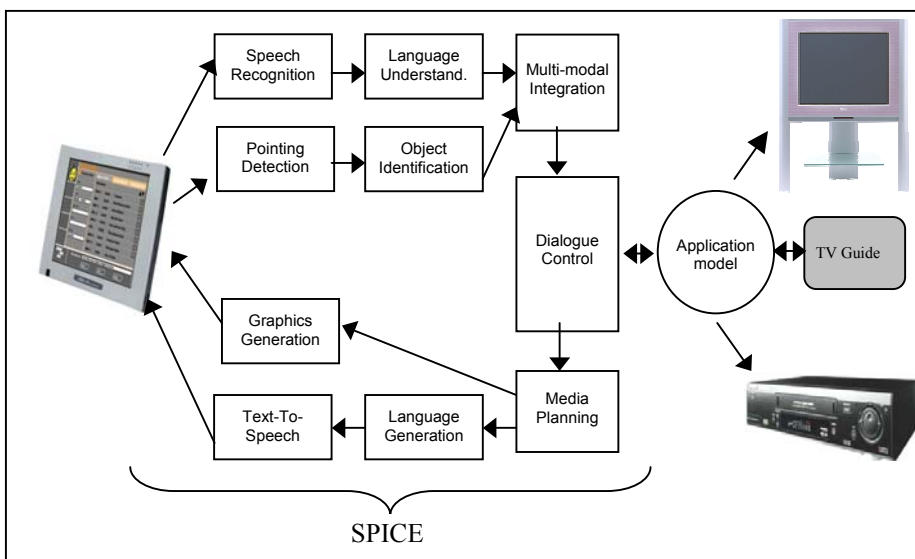 Speech
Recognition
Language
Understand.
Multi-modal
Integration
Pointing
Detection
Object
Identification
Dialogue
Control
Application
model
TV Guide
Graphics
Generation
Media
Planning
Text-To-
Speech
Language
Generation
SPICE